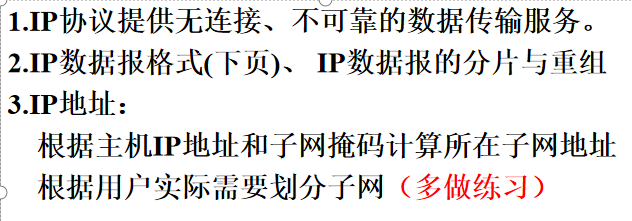 1.IP协议提供无连接、不可靠的数据传输服务。
2.IP数据报格式(下页)、 IP数据报的分片与重组
3.IP地址：
根据主机IP地址和子网掩码计算所在子网地址
根据用户实际需要划分子网（多做练习）